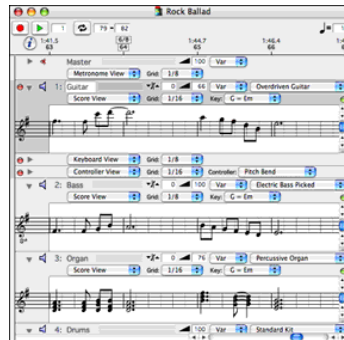 Rock Ballad
1 79 - 82
1:41.5 6/8 1:44.7 1:46.4
63 64 65 66
Master 100 Var
Metronome View Grid: 1/8
1: Guitar 0 66 Var Overdriven Guitar
Score View Grid: 1/16 Key: G - Em
Keyboard View Grid: 1/8
Controller View Grid: 1/16 Controller: Pitch Bend
2: Bass 0 100 Var Electric Bass Picked
Score View Grid: 1/8 Key: G - Em
3: Organ 0 76 Var Percussive Organ
Score View Grid: 1/16 Key: G - Em
4: Drums 100 Var Standard Kit